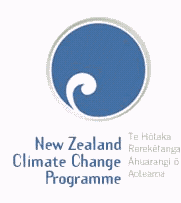 New Zealand
Climate Change
Programme
Te Hōtaka
Rerekētanga
Āhuarangi ō
Aotearoa